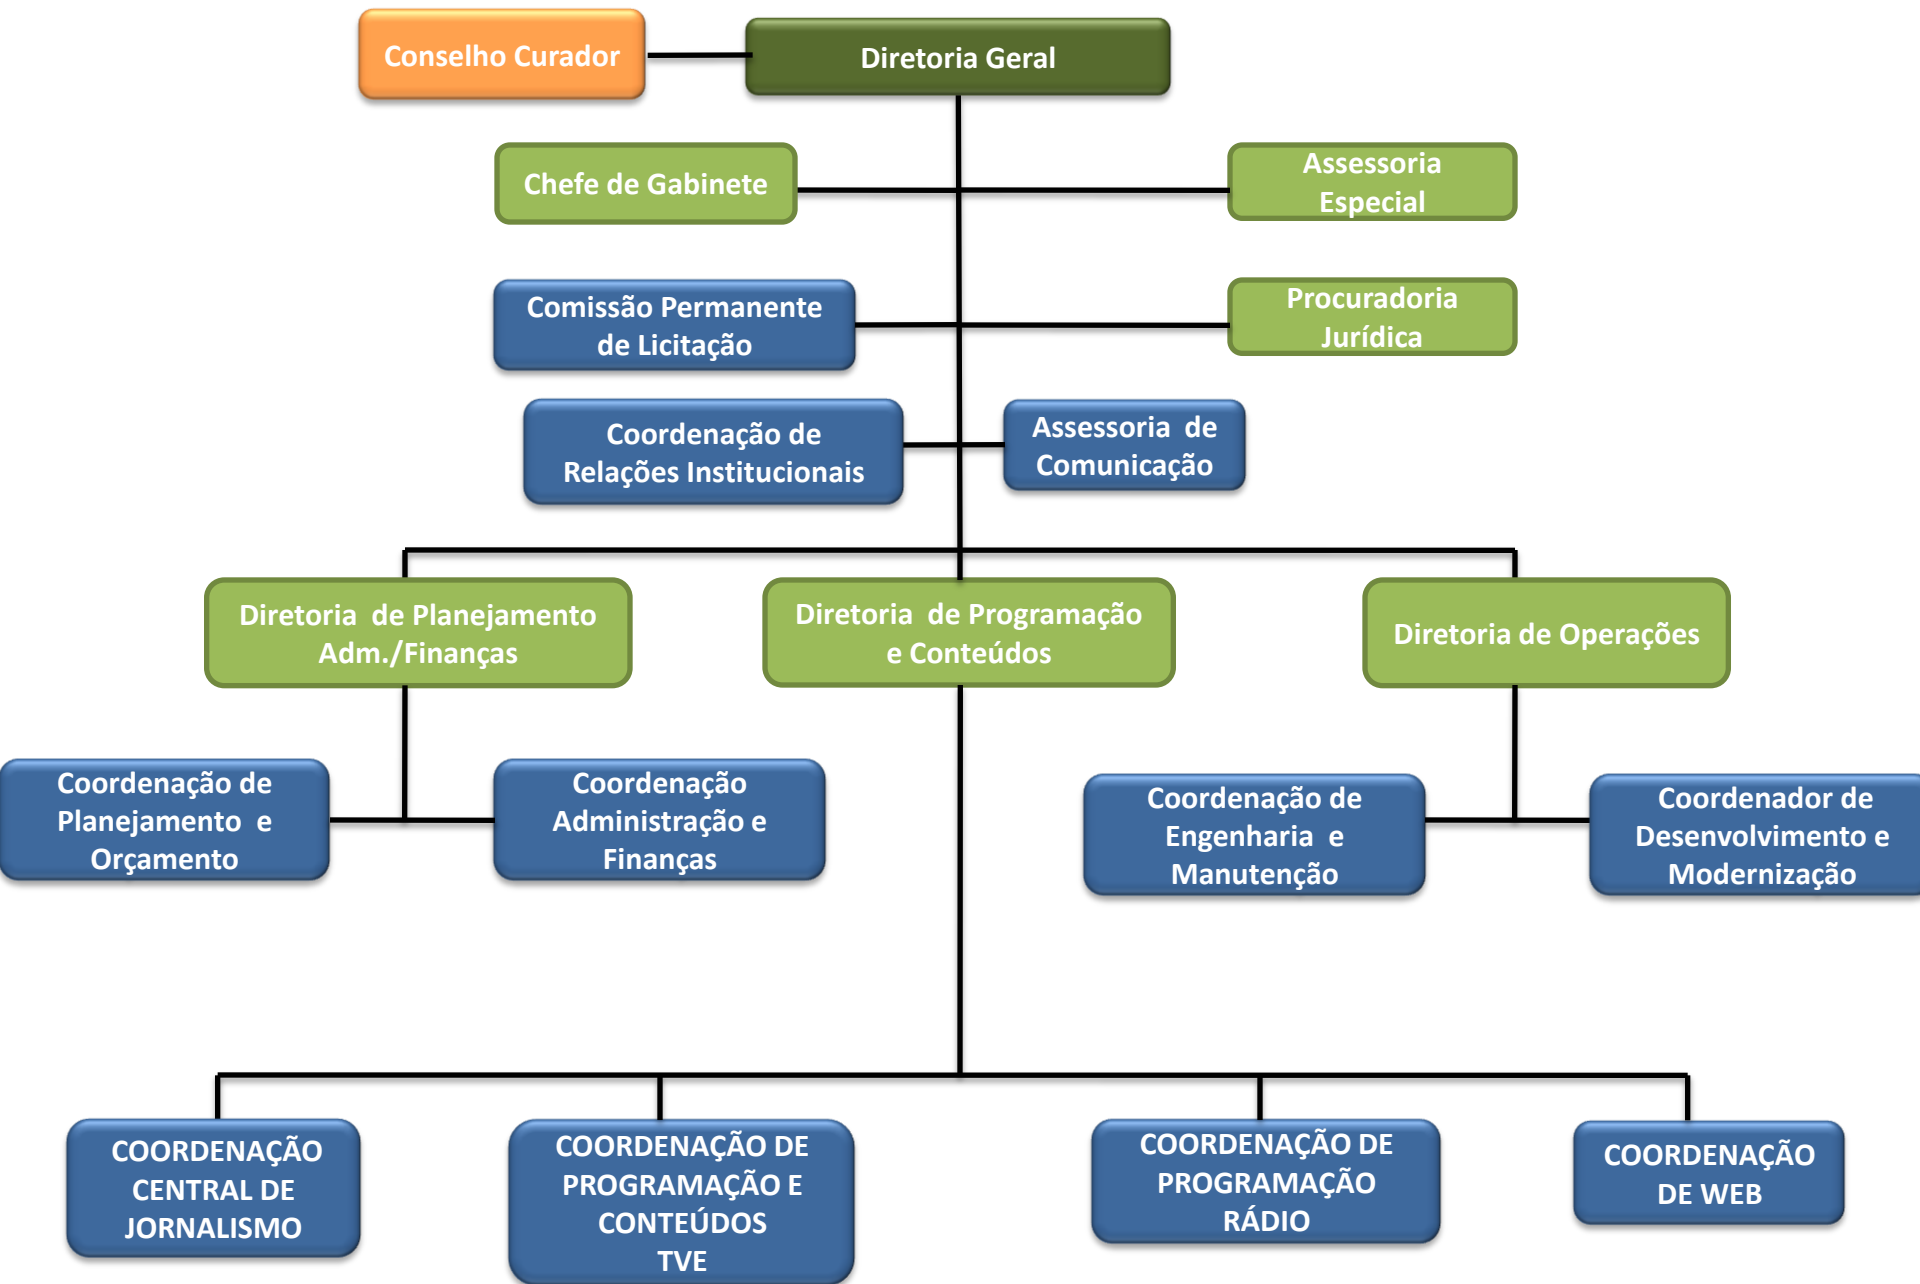 Conselho Curador
Diretoria Geral
Chefe de Gabinete
Assessoria
Especial
Comissão Permanente
de Licitação
Procuradoria
Jurídica
Coordenação de
Relações Institucionais
Assessoria de
Comunicação
Diretoria de Planejamento
Adm./Finanças
Diretoria de Programação
e Conteúdos
Diretoria de Operações
Coordenação de
Planejamento e
Orçamento
Coordenação
Administração e
Finanças
Coordenação de
Engenharia e
Manutenção
Coordenador de
Desenvolvimento e
Modernização
COORDENAÇÃO
CENTRAL DE
JORNALISMO
COORDENAÇÃO DE
PROGRAMAÇÃO E
CONTEÚDOS
TVE
COORDENAÇÃO DE
PROGRAMAÇÃO
RÁDIO
COORDENAÇÃO
DE WEB